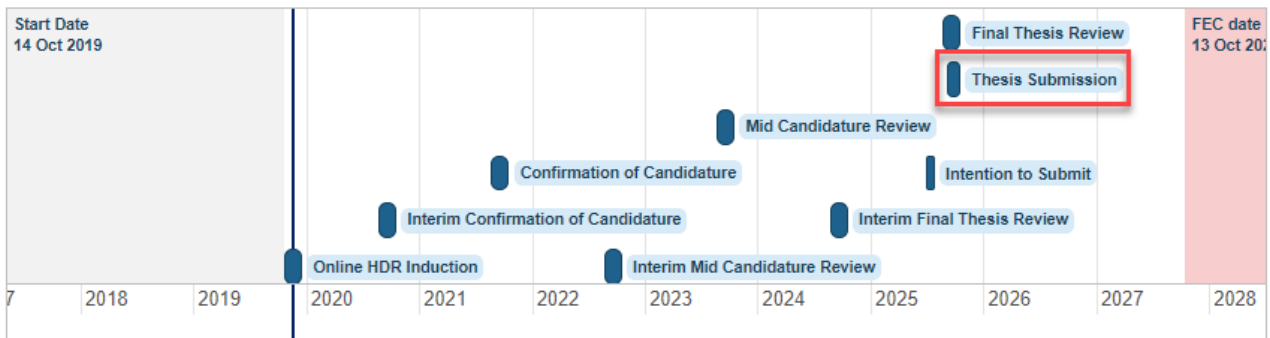 Start Date
14 Oct 2019
Final Thesis Review
FEC date
13 Oct
Thesis Submission
Mid Candidature Review
Confirmation of Candidature
Intention to Submit
Interim Confirmation of Candidature
Interim Final Thesis Review
Online HDR Induction
Interim Mid Candidature Review
7 2018 2019 2020 2021 2022 2023 2024 2025 2026 2027 2028